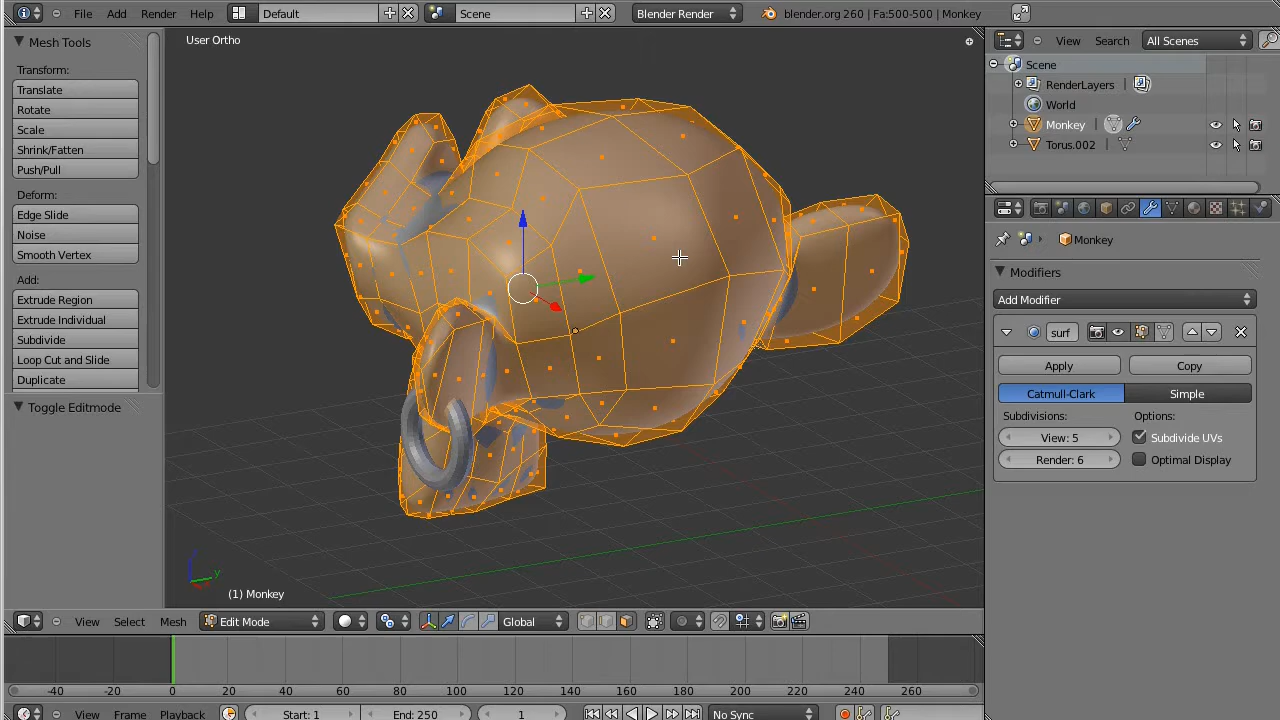 File Add Render Help Default Scene Blender Render blender.org 260 | Fa:500-500 | Monkey
Mesh Tools
Transform:
Translate
Rotate
Scale
Shrink/Fatten
Push/Pull
Deform:
Edge Slide
Noise
Smooth Vertex
Add:
Extrude Region
Extrude Individual
Subdivide
Loop Cut and Slide
Duplicate
Toggle Editmode
User Ortho
z
y
(1) Monkey
View Select Mesh Edit Mode Global
View Search All Scenes
Scene
RenderLayers
World
Monkey
Torus.002
Monkey
Modifiers
Add Modifier
surf
Apply Copy
Catmull-Clark Simple
Subdivisions: Options:
View: 5 Subdivide UVs
Render: 6 Optimal Display
-40 -20 0 20 40 60 80 100 120 140 160 180 200 220 240 260
View Frame Playback Start: 1 End: 250 1 No Sync